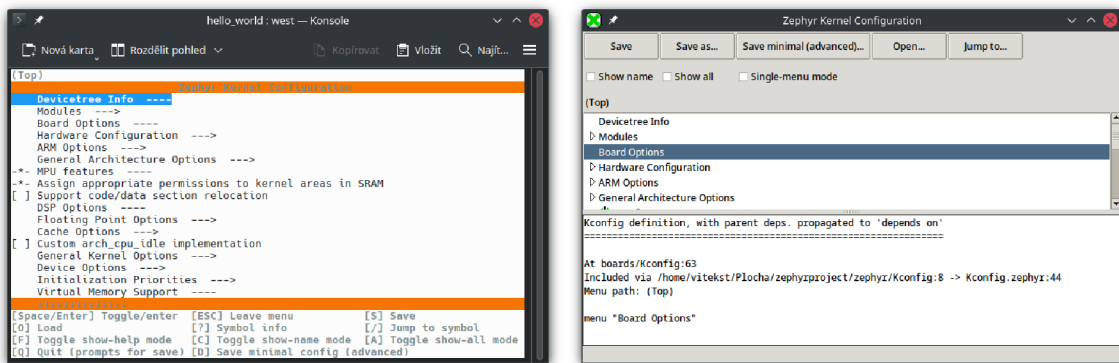 hello_world : west — Konsole
Nová karta Rozdělit pohled Kopírovat Vložit Najít...
(Top)
Zephyr Kernel Configuration
Devicetree Info ----
Modules --->
Board Options ----
Hardware Configuration --->
ARM Options --->
General Architecture Options --->
-*- MPU features ----
-*- Assign appropriate permissions to kernel areas in SRAM
[ ] Support code/data section relocation
DSP Options ----
Floating Point Options --->
Cache Options --->
[ ] Custom arch_cpu_idle implementation
General Kernel Options --->
Device Options --->
Initialization Priorities --->
Virtual Memory Support ----
[Space/Enter] Toggle/enter [ESC] Leave menu [S] Save
[O] Load [?] Symbol info [/] Jump to symbol
[F] Toggle show-help mode [C] Toggle show-name mode [A] Toggle show-all mode
[Q] Quit (prompts for save) [D] Save minimal config (advanced)
Zephyr Kernel Configuration
Save Save as... Save minimal (advanced)... Open... Jump to...
Show name Show all Single-menu mode
(Top)
Devicetree Info
Modules
Board Options
Hardware Configuration
ARM Options
General Architecture Options
Kconfig definition, with parent deps. propagated to 'depends on'
================================================================
At boards/Kconfig:63
Included via /home/vitekst/Plocha/zephyrproject/zephyr/Kconfig:8 -> Kconfig.zephyr:44
Menu path: (Top)
menu "Board Options"